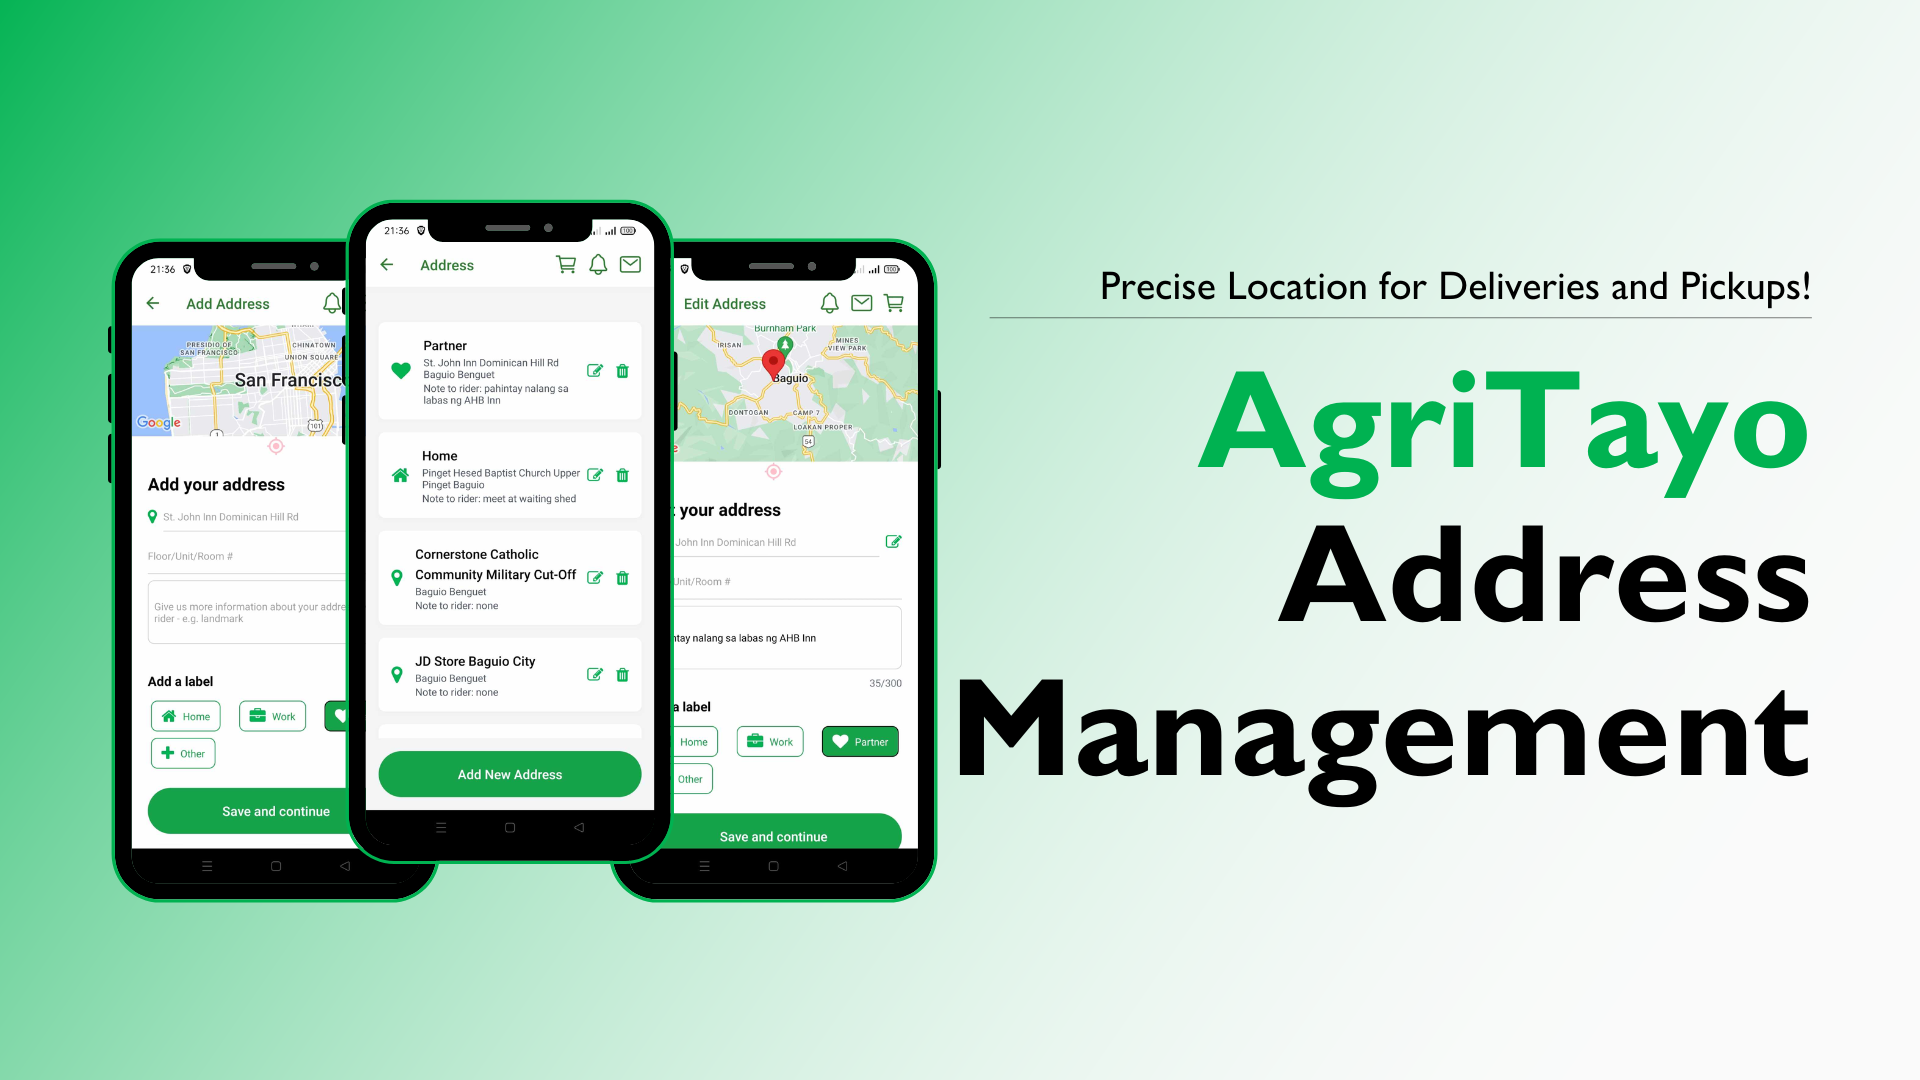 21:36
Add Address
PRESIDIO OF
SAN FRANCISCO
CHINATOWN
UNION SQUARE
San Francisc
Google
1
101
Add your address
St. John Inn Dominican Hill Rd
Floor/Unit/Room #
Give us more information about your addre
rider - e.g. landmark
Add a label
Home
Work
Other
Save and continue
21:36
100
Address
Partner
St. John Inn Dominican Hill Rd
Baguio Benguet
Note to rider: pahintay nalang sa
labas ng AHB Inn
Home
Pinget Hesed Baptist Church Upper
Pinget Baguio
Note to rider: meet at waiting shed
Cornerstone Catholic
Community Military Cut-Off
Baguio Benguet
Note to rider: none
JD Store Baguio City
Baguio Benguet
Note to rider: none
Add New Address
100
Edit Address
Burnham Park
IRISAN
MINES
VIEW PARK
Baguio
DONTOGAN
CAMP 7
LOAKAN PROPER
54
your address
John Inn Dominican Hill Rd
Unit/Room #
ntay nalang sa labas ng AHB Inn
35/300
a label
Home
Work
Partner
Other
Save and continue
Precise Location for Deliveries and Pickups!
AgriTayo
Address
Management